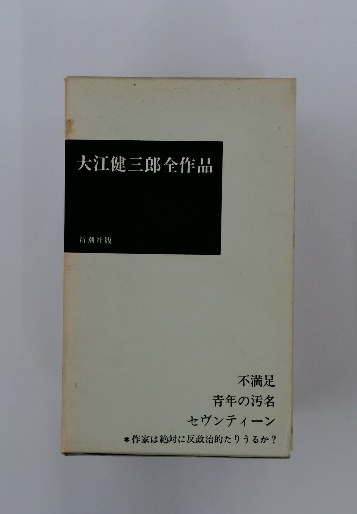 大江健三郎全作品
新潮社版
不満足
青年の汚名
セヴンティーン
*作家は絶対に反政治的たりうるか?